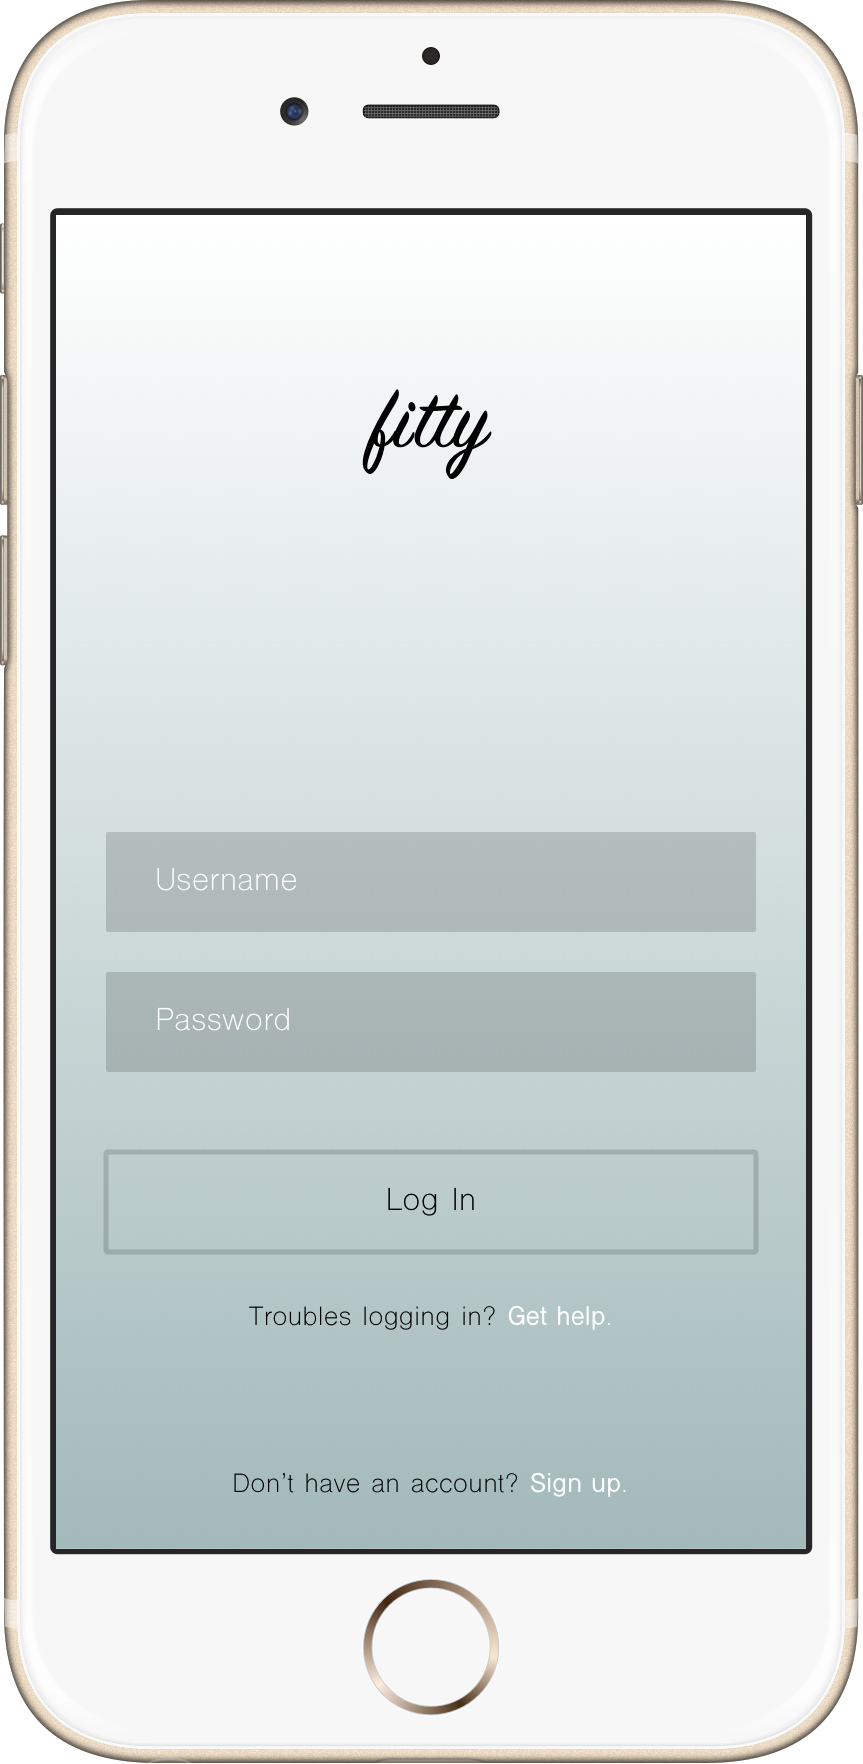 fitty
Username
Password
Log In
Troubles logging in? Get help.
Don't have an account? Sign up.